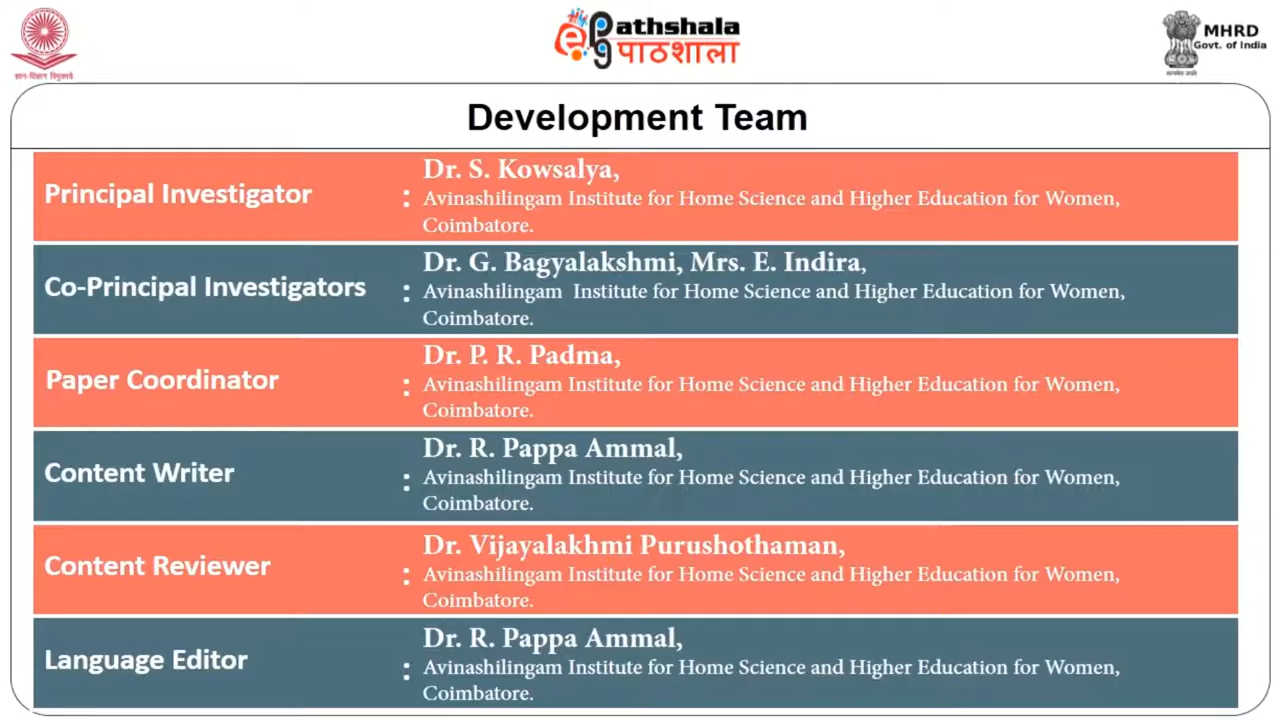 ज्ञान-विज्ञान विमुक्तये
ePathshala
पाठशाला
सत्यमेव जयते
MHRD
Govt. of India
Development Team
Principal Investigator
:
Dr. S. Kowsalya,
Avinashilingam Institute for Home Science and Higher Education for Women,
Coimbatore.
Co-Principal Investigators
:
Dr. G. Bagyalakshmi, Mrs. E. Indira,
Avinashilingam Institute for Home Science and Higher Education for Women,
Coimbatore.
Paper Coordinator
:
Dr. P. R. Padma,
Avinashilingam Institute for Home Science and Higher Education for Women,
Coimbatore.
Content Writer
:
Dr. R. Pappa Ammal,
Avinashilingam Institute for Home Science and Higher Education for Women,
Coimbatore.
Content Reviewer
:
Dr. Vijayalakhmi Purushothaman,
Avinashilingam Institute for Home Science and Higher Education for Women,
Coimbatore.
Language Editor
:
Dr. R. Pappa Ammal,
Avinashilingam Institute for Home Science and Higher Education for Women,
Coimbatore.